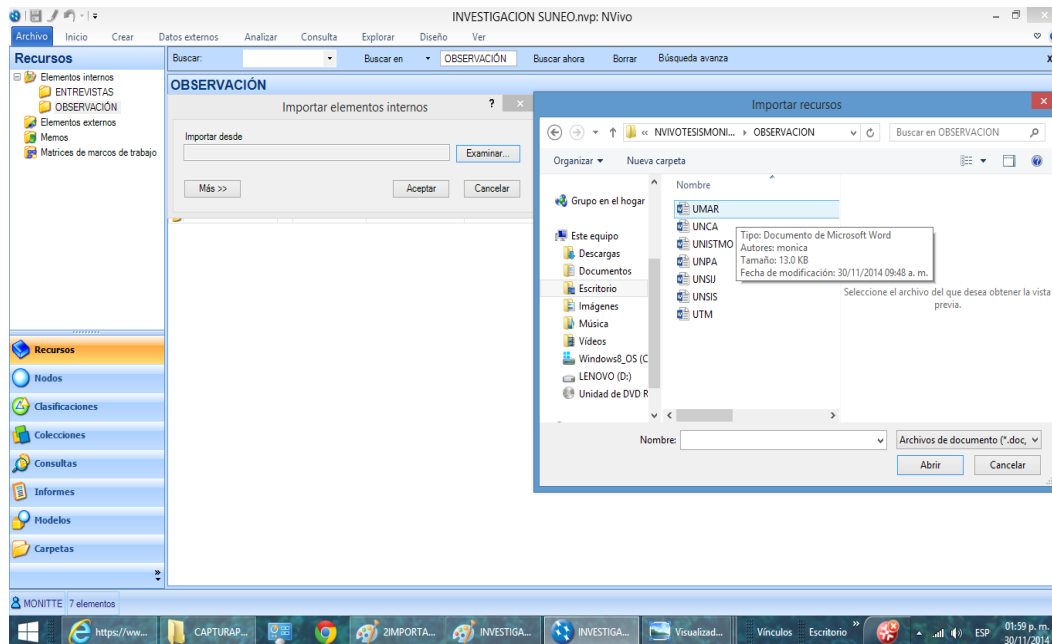 INVESTIGACION SUNEO.nvp: NVivo
Archivo Inicio Crear Datos externos Analizar Consulta Explorar Diseño Ver
Recursos
Elementos internos
ENTREVISTAS
OBSERVACIÓN
Elementos externos
Memos
Matrices de marcos de trabajo
Buscar: Buscar en OBSERVACIÓN Buscar ahora Borrar Búsqueda avanza
OBSERVACIÓN
Importar elementos internos ? x
Importar desde
Examinar...
Más >> Aceptar Cancelar
Importar recursos x
« NVIVOTESISMONI... OBSERVACION Buscar en OBSERVACIÓN
Organizar Nueva carpeta
Grupo en el hogar
Este equipo
Descargas
Documentos
Escritorio
Imágenes
Música
Vídeos
Windows8_OS (C
LENOVO (D:)
Unidad de DVD R
Nombre
UMAR
UNCA
UNISTMO
UNPA
UNSIJ
UNSIS
UTM
Tipo: Documento de Microsoft Word
Autores: monica
Tamaño: 13.0 KB
Fecha de modificación: 30/11/2014 09:48 a. m.
Seleccione el archivo del que desea obtener la vista
previa.
Nombre: Archivos de documento (*.doc,
Abrir Cancelar
Recursos
Nodos
Clasificaciones
Colecciones
Consultas
Informes
Modelos
Carpetas
MONITTE 7 elementos
https://ww... CAPTURAP... 2IMPORTA... INVESTIGA... INVESTIGA... Visualizad... Vínculos Escritorio » ESP 01:59 p. m.
30/11/2014